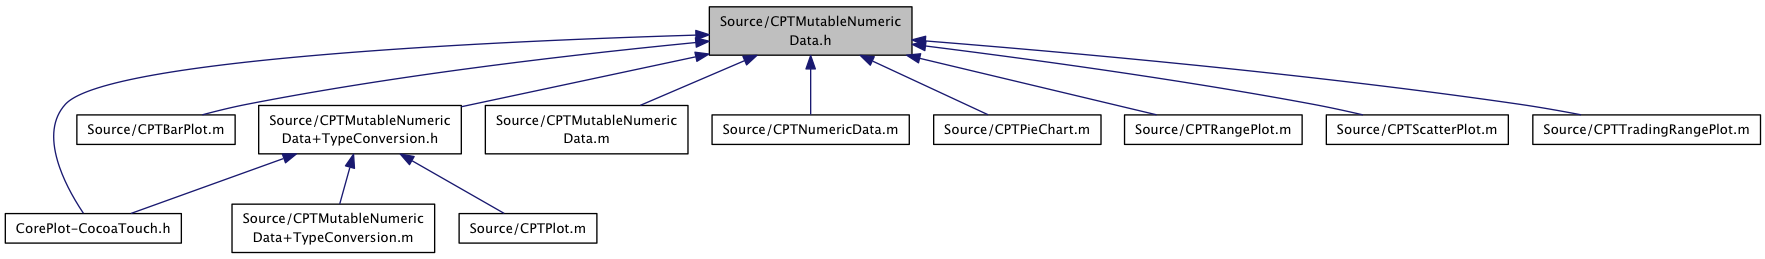 Source/CPTMutableNumeric
Data.h
Source/CPTBarPlot.m
Source/CPTMutableNumeric
Data+TypeConversion.h
Source/CPTMutableNumeric
Data.m
Source/CPTNumericData.m
Source/CPTPieChart.m
Source/CPTRangePlot.m
Source/CPTScatterPlot.m
Source/CPTTradingRangePlot.m
CorePlot-CocoaTouch.h
Source/CPTMutableNumeric
Data+TypeConversion.m
Source/CPTPlot.m